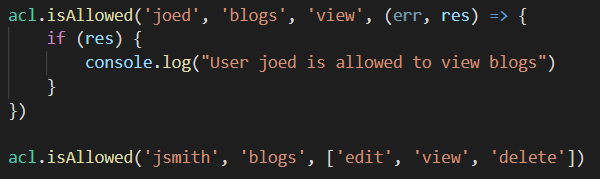 acl.isAllowed('joed', 'blogs', 'view', (err, res) => {
    if (res) {
        console.log("User joed is allowed to view blogs")
    }
})

acl.isAllowed('jsmith', 'blogs', ['edit', 'view', 'delete'])